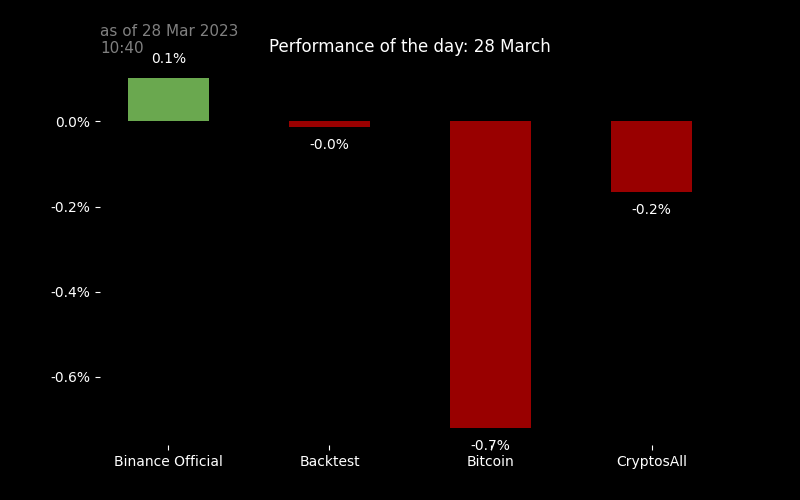 as of 28 Mar 2023
10:40
Performance of the day: 28 March
0.1%
0.0%
-0.0%
-0.2%
-0.2%
-0.4%
-0.6%
-0.7%
Binance Official
Backtest
Bitcoin
CryptosAll